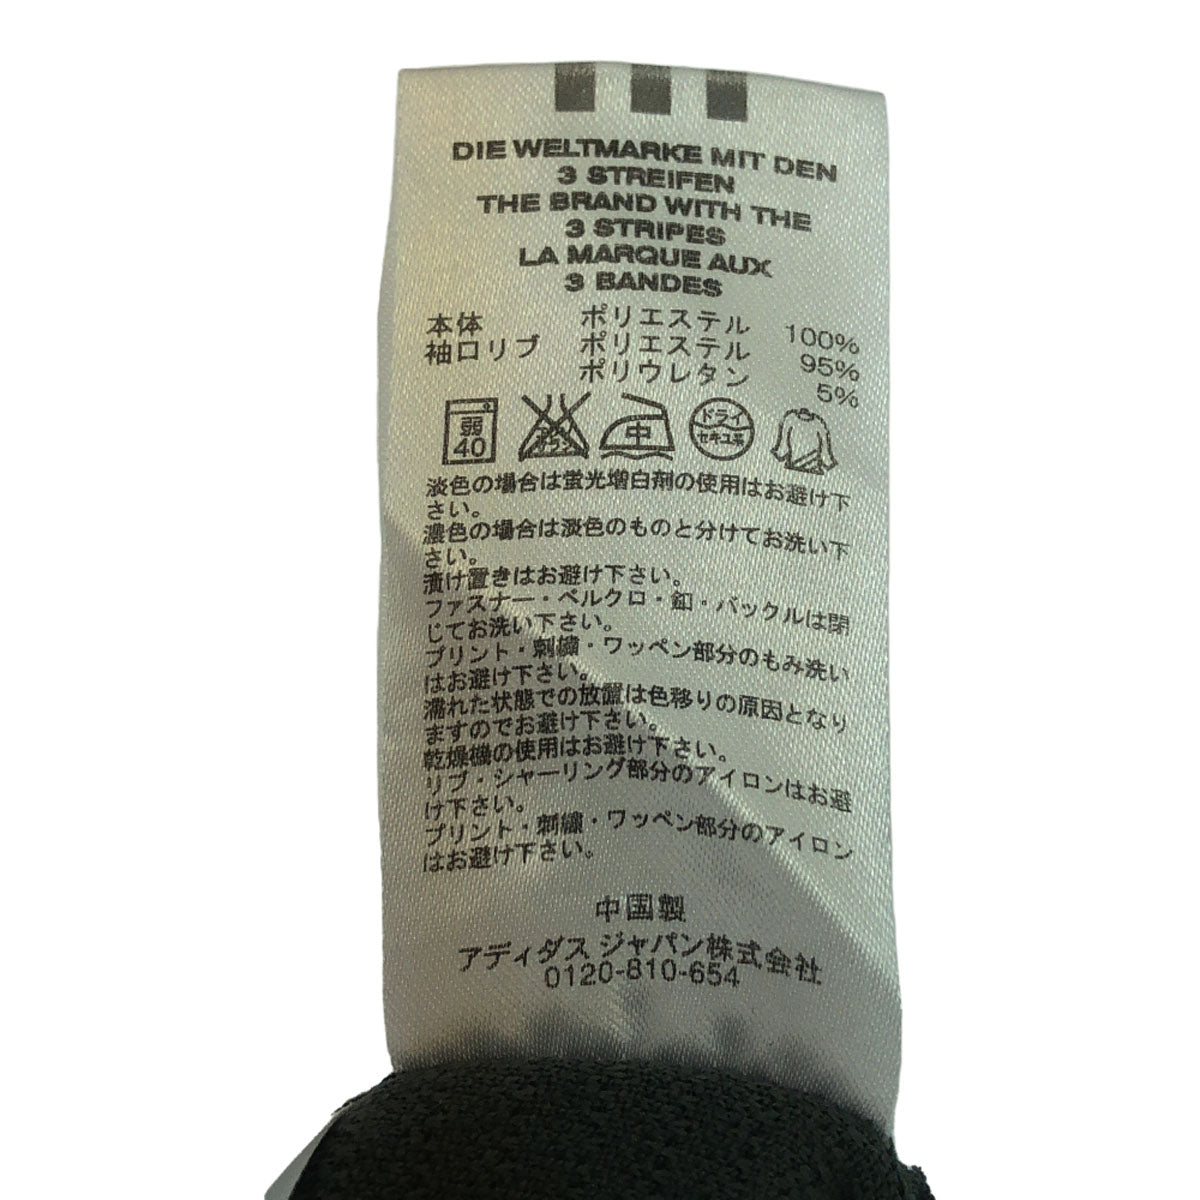 DIE WELTMARKE MIT DEN
3 STREIFEN
THE BRAND WITH THE
3 STRIPES
LA MARQUE AUX
3 BANDES
本体 ポリエステル 100%
袖口リブ ポリエステル 95%
ポリウレタン 5%
弱 中 ドライ
40 エンソ サラシ セキユ系
淡色の場合は蛍光増白剤の使用はお避け下
さい。
濃色の場合は淡色のものと分けてお洗い下
さい。
漬け置きはお避け下さい。
ファスナー・ベルクロ・釦・バックルは閉
じてお洗い下さい。
プリント・刺繍・ワッペン部分のもみ洗い
はお避け下さい。
濡れた状態での放置は色移りの原因となり
ますのでお避け下さい。
乾燥機の使用はお避け下さい。
リブ・シャーリング部分のアイロンはお避
け下さい。
プリント・刺繍・ワッペン部分のアイロン
はお避け下さい。
中国製
アディダス ジャパン株式会社
0120-810-654